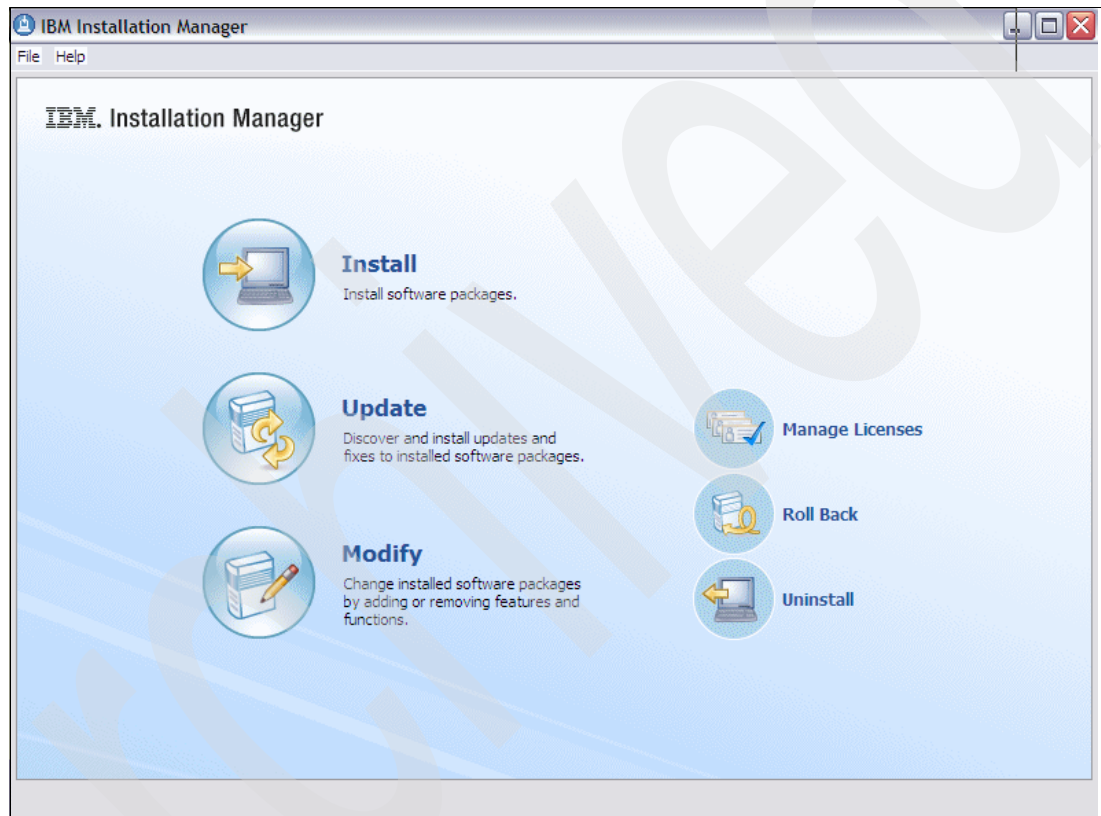 IBM Installation Manager
File Help
IBM. Installation Manager
Install
Install software packages.
Update
Discover and install updates and
fixes to installed software packages.
Modify
Change installed software packages
by adding or removing features and
functions.
Manage Licenses
Roll Back
Uninstall